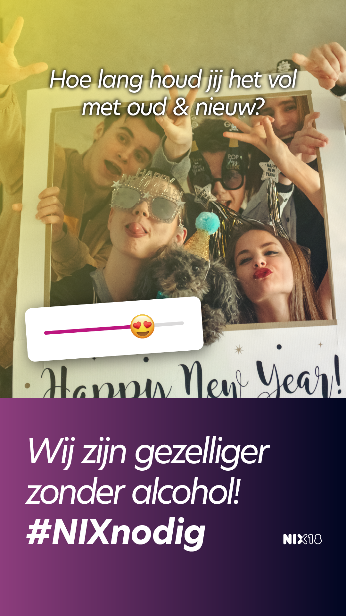 Hoe lang houd jij het vol
met oud & nieuw?
Happy New Year!
Wij zijn gezelliger
zonder alcohol!
#NIXnodig
NIX18